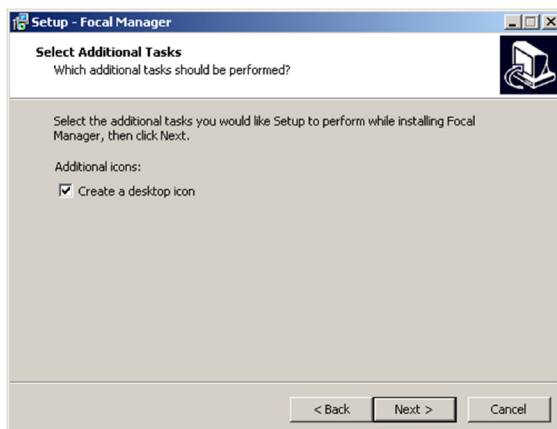 Setup - Focal Manager
Select Additional Tasks
Which additional tasks should be performed?
Select the additional tasks you would like Setup to perform while installing Focal
Manager, then click Next.
Additional icons:
Create a desktop icon
< Back Next > Cancel